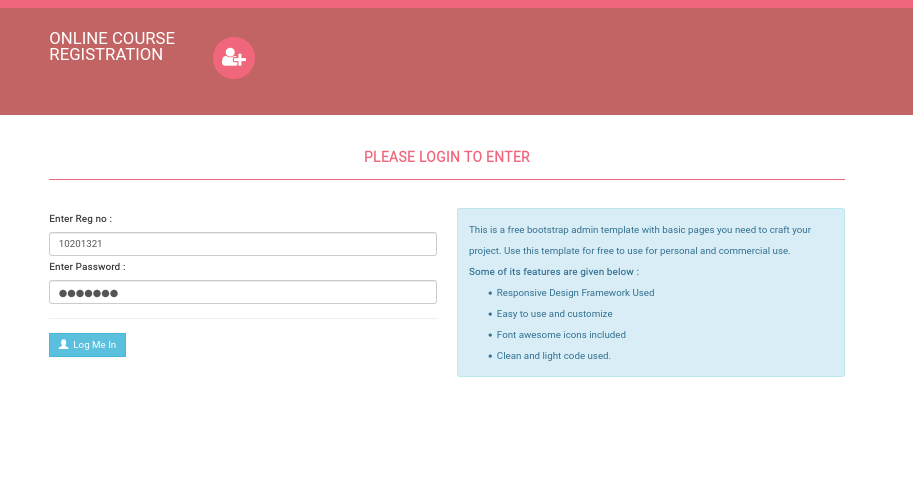 ONLINE COURSE
REGISTRATION
PLEASE LOGIN TO ENTER
Enter Reg no :
10201321
Enter Password :
●●●●●●●
Log Me In
This is a free bootstrap admin template with basic pages you need to craft your
project. Use this template for free to use for personal and commercial use.
Some of its features are given below :
• Responsive Design Framework Used
• Easy to use and customize
• Font awesome icons included
• Clean and light code used.